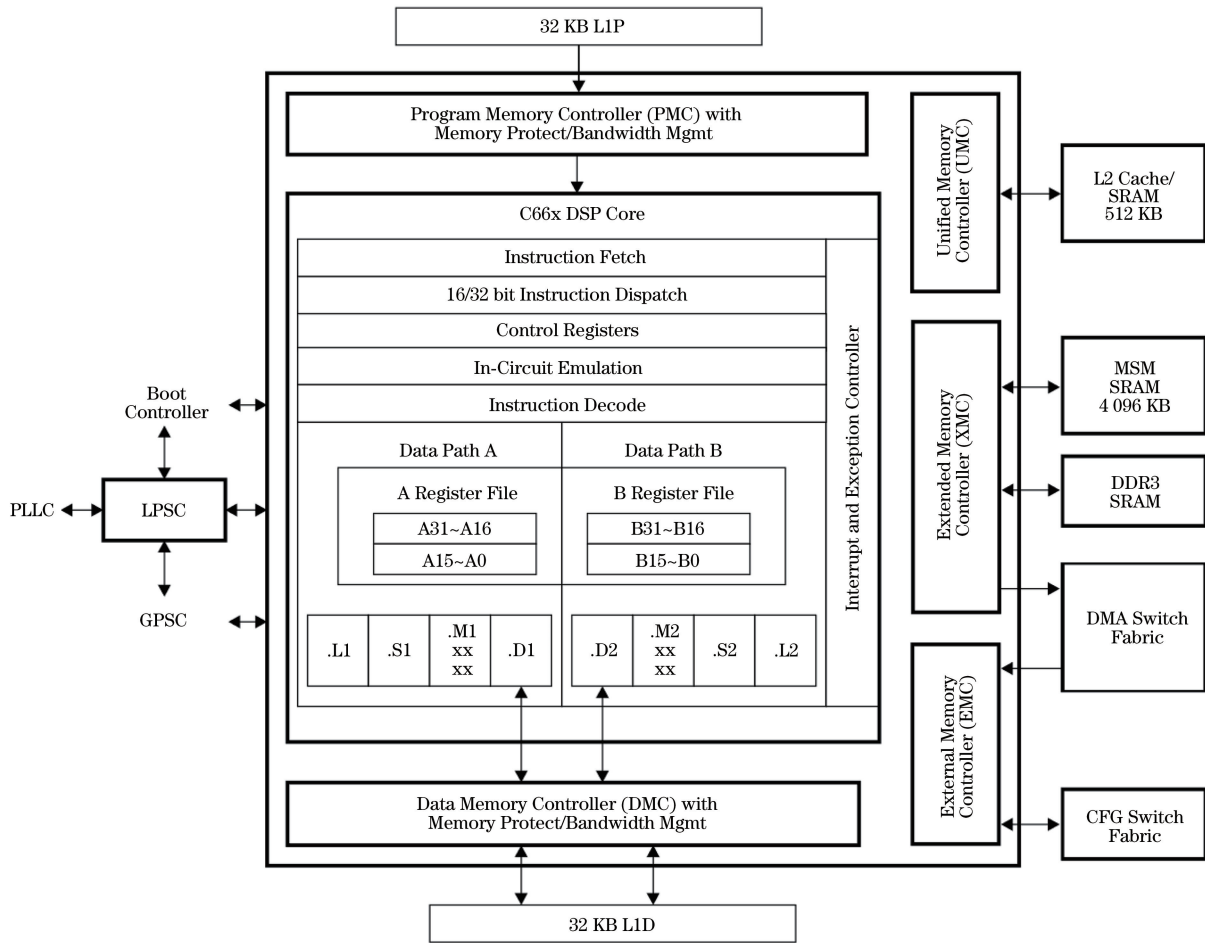 32 KB L1P
Program Memory Controller (PMC) with
Memory Protect/Bandwidth Mgmt
C66x DSP Core
Instruction Fetch
16/32 bit Instruction Dispatch
Control Registers
In-Circuit Emulation
Instruction Decode
Data Path A
Data Path B
A Register File
B Register File
A31~A16
A15~A0
B31~B16
B15~B0
.L1
.S1
.M1
xx
xx
.D1
.D2
.M2
xx
xx
.S2
.L2
Interrupt and Exception Controller
Data Memory Controller (DMC) with
Memory Protect/Bandwidth Mgmt
32 KB L1D
Boot
Controller
PLLC
LPSC
GPSC
Unified Memory
Controller (UMC)
Extended Memory
Controller (XMC)
External Memory
Controller (EMC)
L2 Cache/
SRAM
512 KB
MSM
SRAM
4 096 KB
DDR3
SRAM
DMA Switch
Fabric
CFG Switch
Fabric